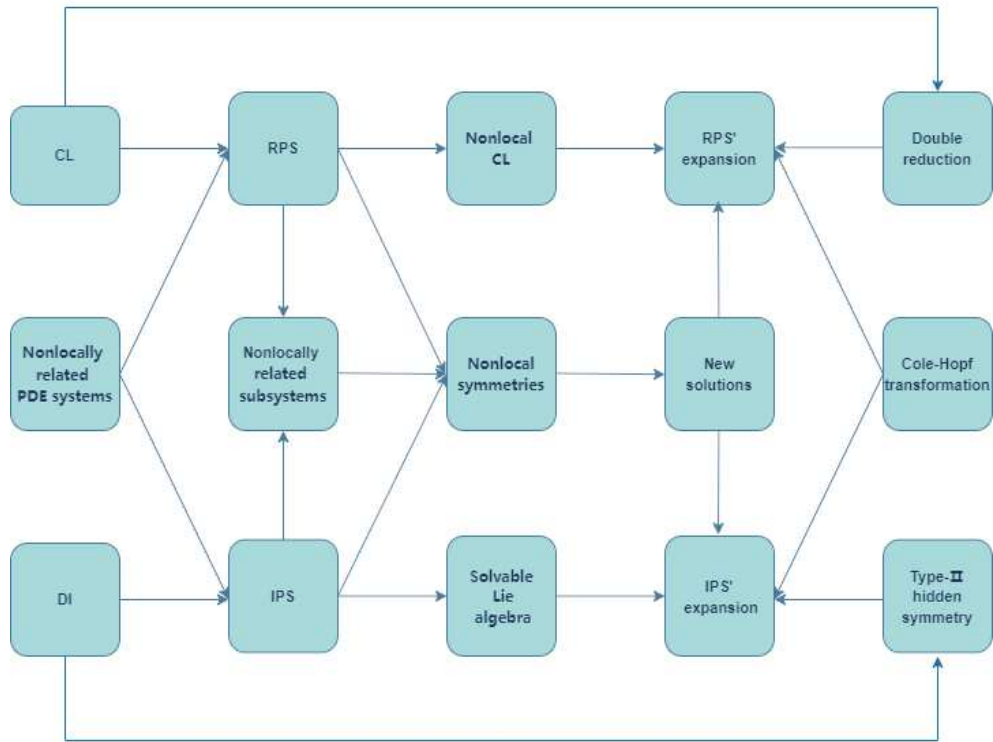 CL
RPS
Nonlocal
CL
RPS'
expansion
Double
reduction
Nonlocally
related
PDE systems
Nonlocally
related
subsystems
Nonlocal
symmetries
New
solutions
Cole-Hopf
transformation
DI
IPS
Solvable
Lie
algebra
IPS'
expansion
Type-II
hidden
symmetry